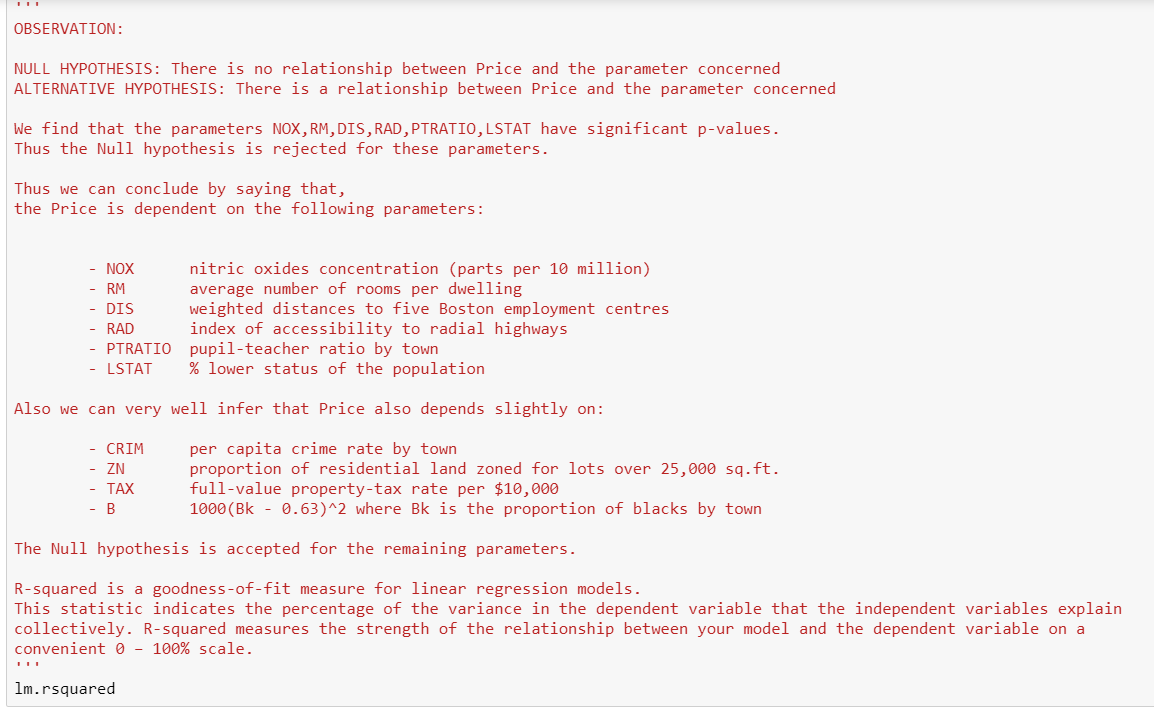 '''
OBSERVATION:
NULL HYPOTHESIS: There is no relationship between Price and the parameter concerned
ALTERNATIVE HYPOTHESIS: There is a relationship between Price and the parameter concerned
We find that the parameters NOX,RM,DIS,RAD,PTRATIO,LSTAT have significant p-values.
Thus the Null hypothesis is rejected for these parameters.
Thus we can conclude by saying that,
the Price is dependent on the following parameters:
- NOX nitric oxides concentration (parts per 10 million)
- RM average number of rooms per dwelling
- DIS weighted distances to five Boston employment centres
- RAD index of accessibility to radial highways
- PTRATIO pupil-teacher ratio by town
- LSTAT % lower status of the population
Also we can very well infer that Price also depends slightly on:
- CRIM per capita crime rate by town
- ZN proportion of residential land zoned for lots over 25,000 sq.ft.
- TAX full-value property-tax rate per $10,000
- B 1000(Bk - 0.63)^2 where Bk is the proportion of blacks by town
The Null hypothesis is accepted for the remaining parameters.
R-squared is a goodness-of-fit measure for linear regression models.
This statistic indicates the percentage of the variance in the dependent variable that the independent variables explain
collectively. R-squared measures the strength of the relationship between your model and the dependent variable on a
convenient 0 – 100% scale.
'''
lm.rsquared